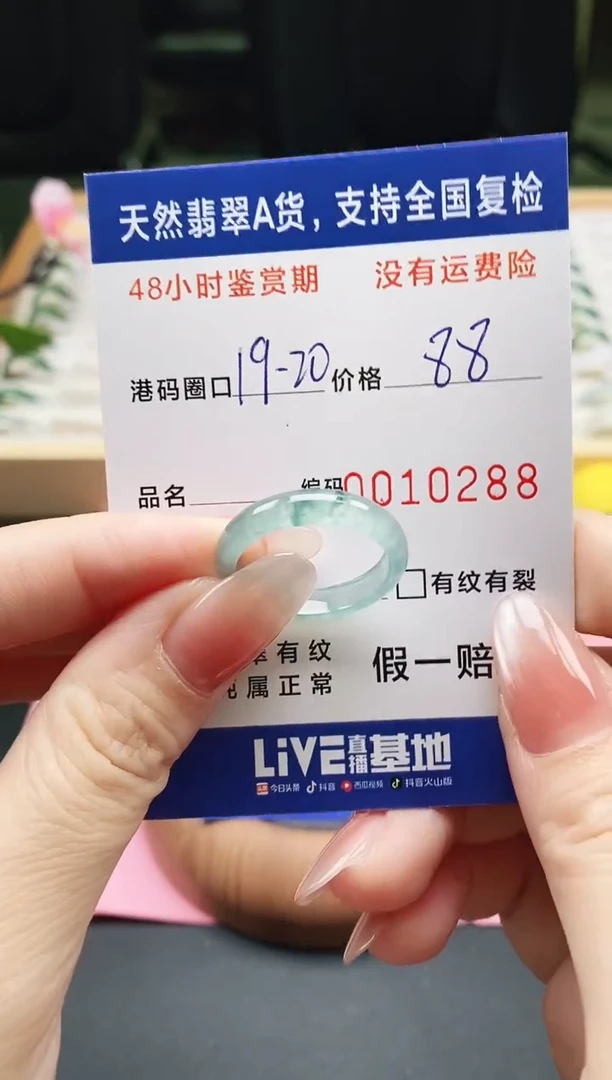 天然翡翠A货，支持全国复检
48小时鉴赏期 没有运费险
港码圈口 19-20 价格 88
品名 编码 0010288
有纹有裂
有纹 假一赔
属正常
LiVE直播基地
今日头条 抖音 西瓜视频 抖音火山版